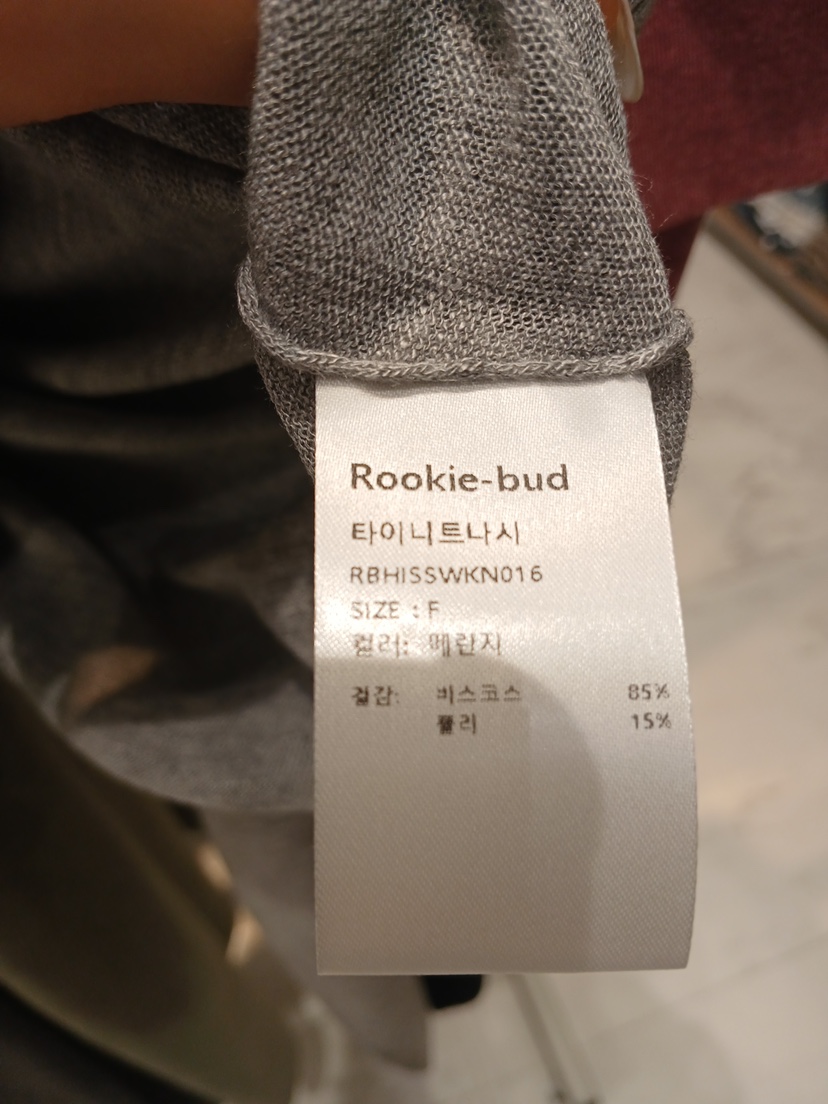 Rookie-bud
타이니트나시
RBHISSWKN016
SIZE : F
컬러: 메란지
겉감: 비스코스 85%
폴리 15%